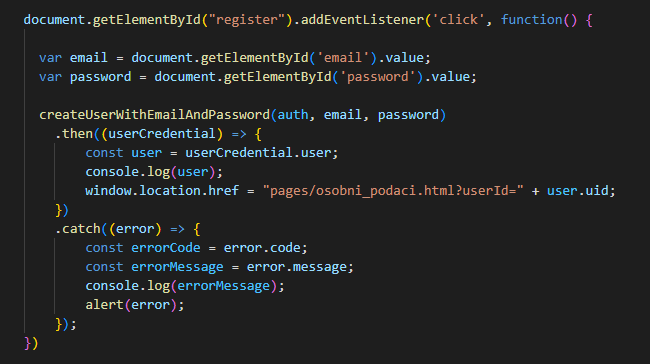 document.getElementById("register").addEventListener('click', function() {
var email = document.getElementById('email').value;
var password = document.getElementById('password').value;
createUserWithEmailAndPassword(auth, email, password)
.then((userCredential) => {
const user = userCredential.user;
console.log(user);
window.location.href = "pages/osobni_podaci.html?userId=" + user.uid;
})
.catch((error) => {
const errorCode = error.code;
const errorMessage = error.message;
console.log(errorMessage);
alert(error);
});
})